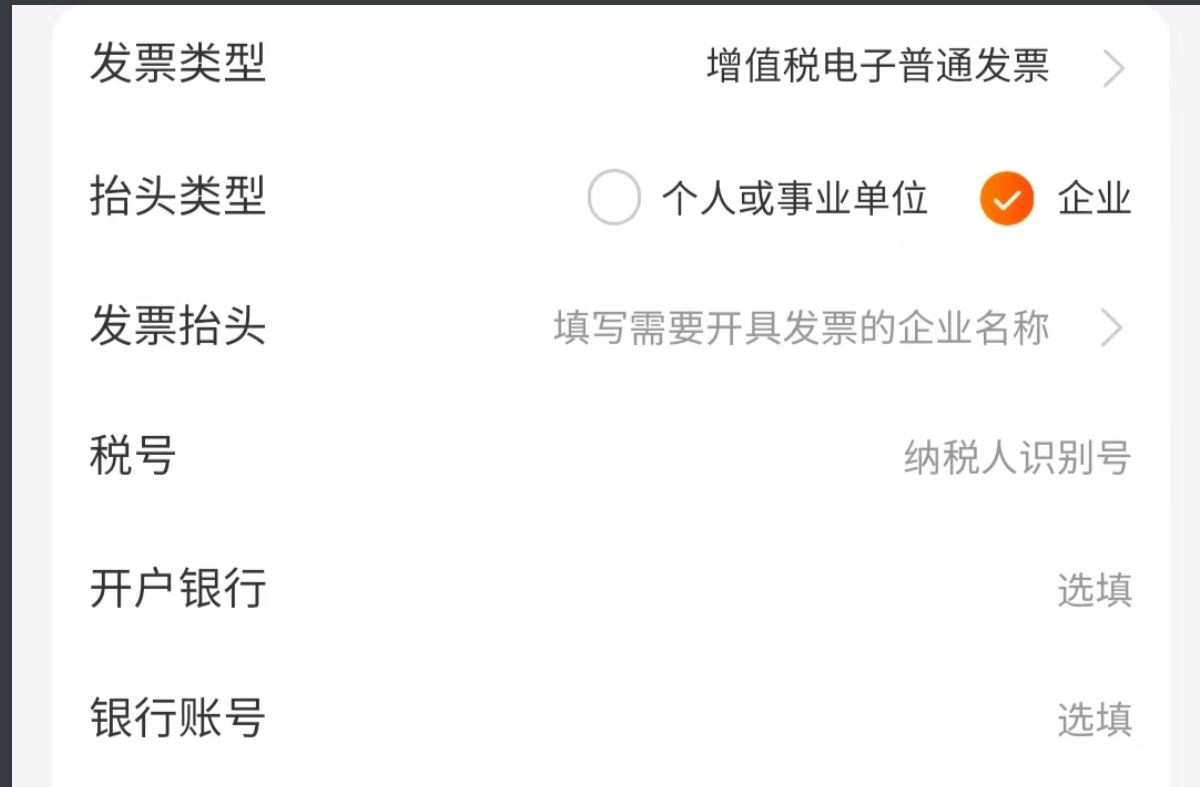 发票类型 增值税电子普通发票
抬头类型 个人或事业单位 企业
发票抬头 填写需要开具发票的企业名称
税号 纳税人识别号
开户银行 选填
银行账号 选填